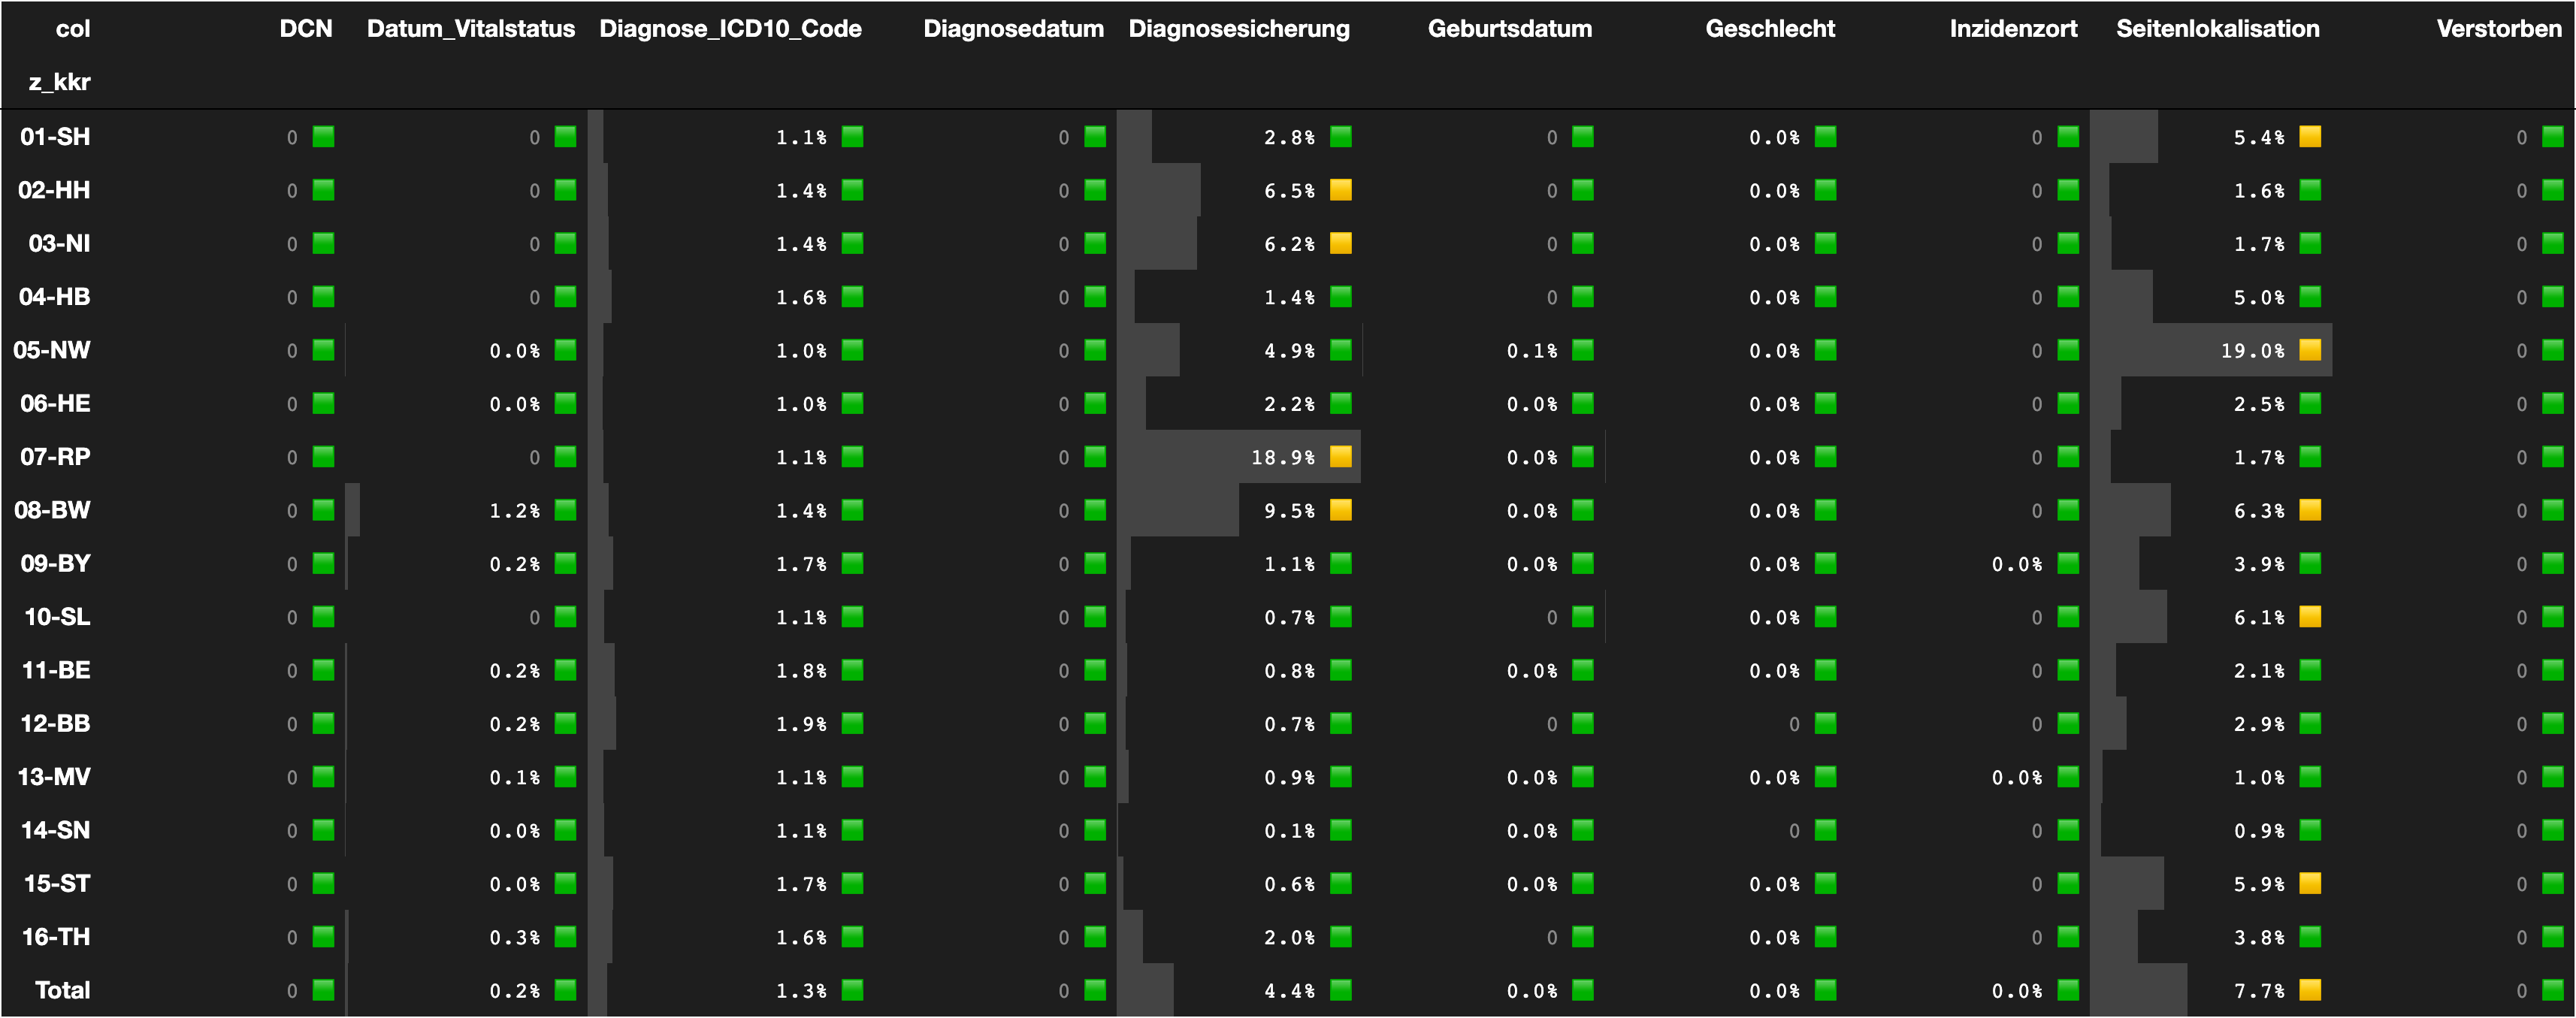 col DCN Datum_Vitalstatus Diagnose_ICD10_Code Diagnosedatum Diagnosesicherung Geburtsdatum Geschlecht Inzidenzort Seitenlokalisation Verstorben
z_kkr
01-SH 0 0 1.1% 0 2.8% 0 0.0% 0 5.4% 0
02-HH 0 0 1.4% 0 6.5% 0 0.0% 0 1.6% 0
03-NI 0 0 1.4% 0 6.2% 0 0.0% 0 1.7% 0
04-HB 0 0 1.6% 0 1.4% 0 0.0% 0 5.0% 0
05-NW 0 0.0% 1.0% 0 4.9% 0.1% 0.0% 0 19.0% 0
06-HE 0 0.0% 1.0% 0 2.2% 0.0% 0.0% 0 2.5% 0
07-RP 0 0 1.1% 0 18.9% 0.0% 0.0% 0 1.7% 0
08-BW 0 1.2% 1.4% 0 9.5% 0.0% 0.0% 0 6.3% 0
09-BY 0 0.2% 1.7% 0 1.1% 0.0% 0.0% 0.0% 3.9% 0
10-SL 0 0 1.1% 0 0.7% 0 0.0% 0 6.1% 0
11-BE 0 0.2% 1.8% 0 0.8% 0.0% 0.0% 0 2.1% 0
12-BB 0 0.2% 1.9% 0 0.7% 0 0 0 2.9% 0
13-MV 0 0.1% 1.1% 0 0.9% 0.0% 0.0% 0.0% 1.0% 0
14-SN 0 0.0% 1.1% 0 0.1% 0.0% 0 0 0.9% 0
15-ST 0 0.0% 1.7% 0 0.6% 0.0% 0.0% 0 5.9% 0
16-TH 0 0.3% 1.6% 0 2.0% 0 0.0% 0 3.8% 0
Total 0 0.2% 1.3% 0 4.4% 0.0% 0.0% 0.0% 7.7% 0